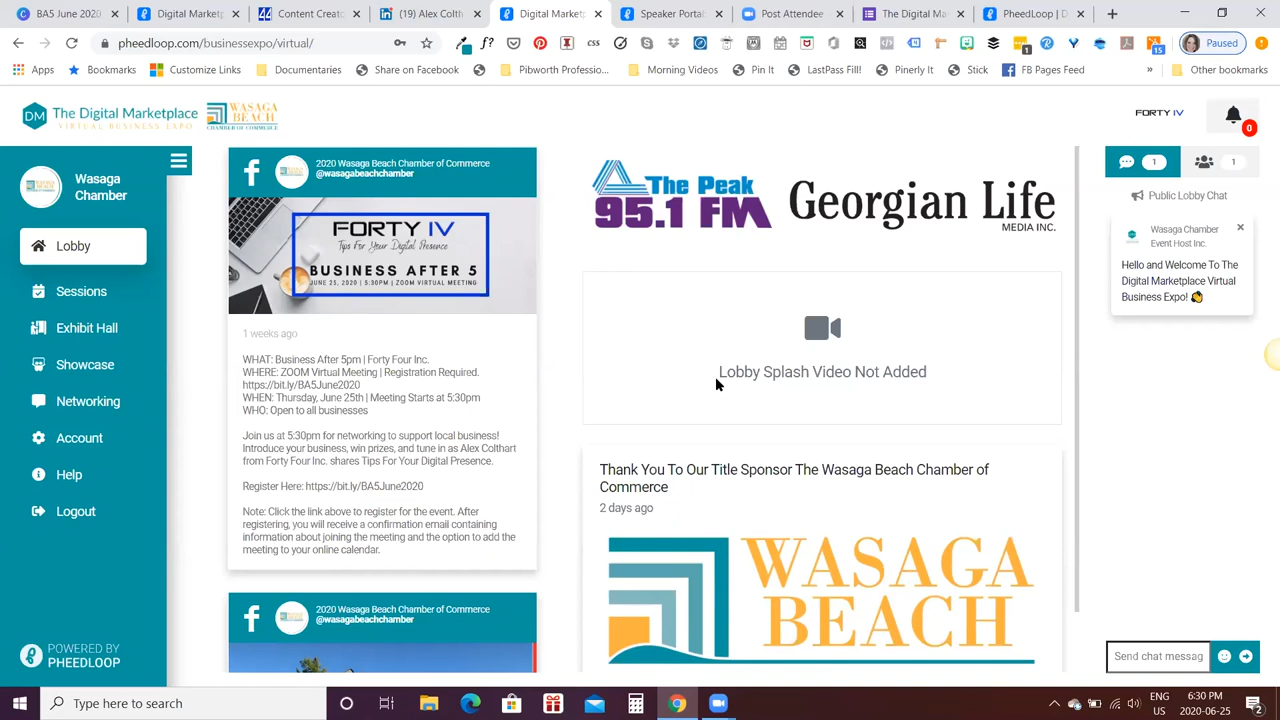 BA5 June2020
Digital Marketp
Content Creato
(19) Alex Colth
Digital Marketp
Speaker Portal
Post Attendee
The Digital Ma
PheedLoop | D
pheedloop.com/businessexpo/virtual/
Paused
Apps
Bookmarks
Customize Links
Documentaries
Share on Facebook
Pibworth Professio...
Morning Videos
Pin It
LastPass Fill!
Pinerly It
Stick
FB Pages Feed
Other bookmarks
DM The Digital Marketplace
VIRTUAL BUSINESS EXPO
WASAGA
BEACH
CHAMBER OF COMMERCE
FORTY IV
0
Wasaga
Chamber
Lobby
Sessions
Exhibit Hall
Showcase
Networking
Account
Help
Logout
POWERED BY
PHEEDLOOP
2020 Wasaga Beach Chamber of Commerce
@wasagabeachchamber
FORTY IV
Tips For Your Digital Presence
BUSINESS AFTER 5
JUNE 25, 2020 | 5:30PM | ZOOM VIRTUAL MEETING
1 weeks ago
WHAT: Business After 5pm | Forty Four Inc.
WHERE: ZOOM Virtual Meeting | Registration Required.
https://bit.ly/BA5June2020
WHEN: Thursday, June 25th | Meeting Starts at 5:30pm
WHO: Open to all businesses
Join us at 5:30pm for networking to support local business!
Introduce your business, win prizes, and tune in as Alex Colthart
from Forty Four Inc. shares Tips For Your Digital Presence.
Register Here: https://bit.ly/BA5June2020
Note: Click the link above to register for the event. After
registering, you will receive a confirmation email containing
information about joining the meeting and the option to add the
meeting to your online calendar.
2020 Wasaga Beach Chamber of Commerce
@wasagabeachchamber
The Peak
95.1 FM
Georgian Life
MEDIA INC.
Lobby Splash Video Not Added
Thank You To Our Title Sponsor The Wasaga Beach Chamber of
Commerce
2 days ago
WASAGA
BEACH
1
1
Public Lobby Chat
Wasaga Chamber
Event Host Inc.
Hello and Welcome To The
Digital Marketplace Virtual
Business Expo!
Send chat messag
Type here to search
ENG
US
6:30 PM
2020-06-25
2